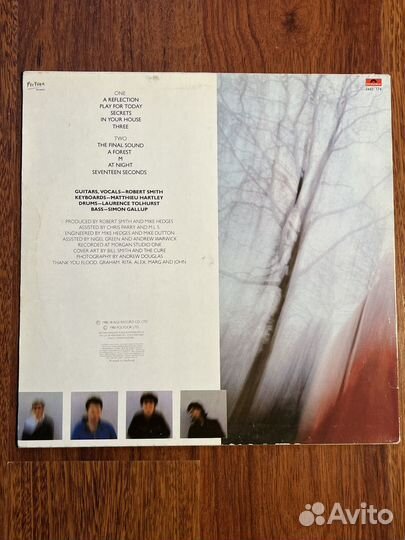 Fiction
polydor
2442 174
ONE
A REFLECTION
PLAY FOR TODAY
SECRETS
IN YOUR HOUSE
THREE
TWO
THE FINAL SOUND
A FOREST
M
AT NIGHT
SEVENTEEN SECONDS
GUITARS, VOCALS—ROBERT SMITH
KEYBOARDS—MATTHIEU HARTLEY
DRUMS—LAURENCE TOLHURST
BASS—SIMON GALLUP
PRODUCED BY ROBERT SMITH AND MIKE HEDGES
ASSISTED BY CHRIS PARRY AND M.L.S.
ENGINEERED BY MIKE HEDGES AND MIKE DUTTON
ASSISTED BY NIGEL GREEN AND ANDREW WARWICK
RECORDED AT MORGAN STUDIO ONE
COVER ART BY BILL SMITH AND THE CURE
PHOTOGRAPHY BY ANDREW DOUGLAS
THANK YOU FLOOD, GRAHAM, RITA, ALEX, MARG AND JOHN
Avito